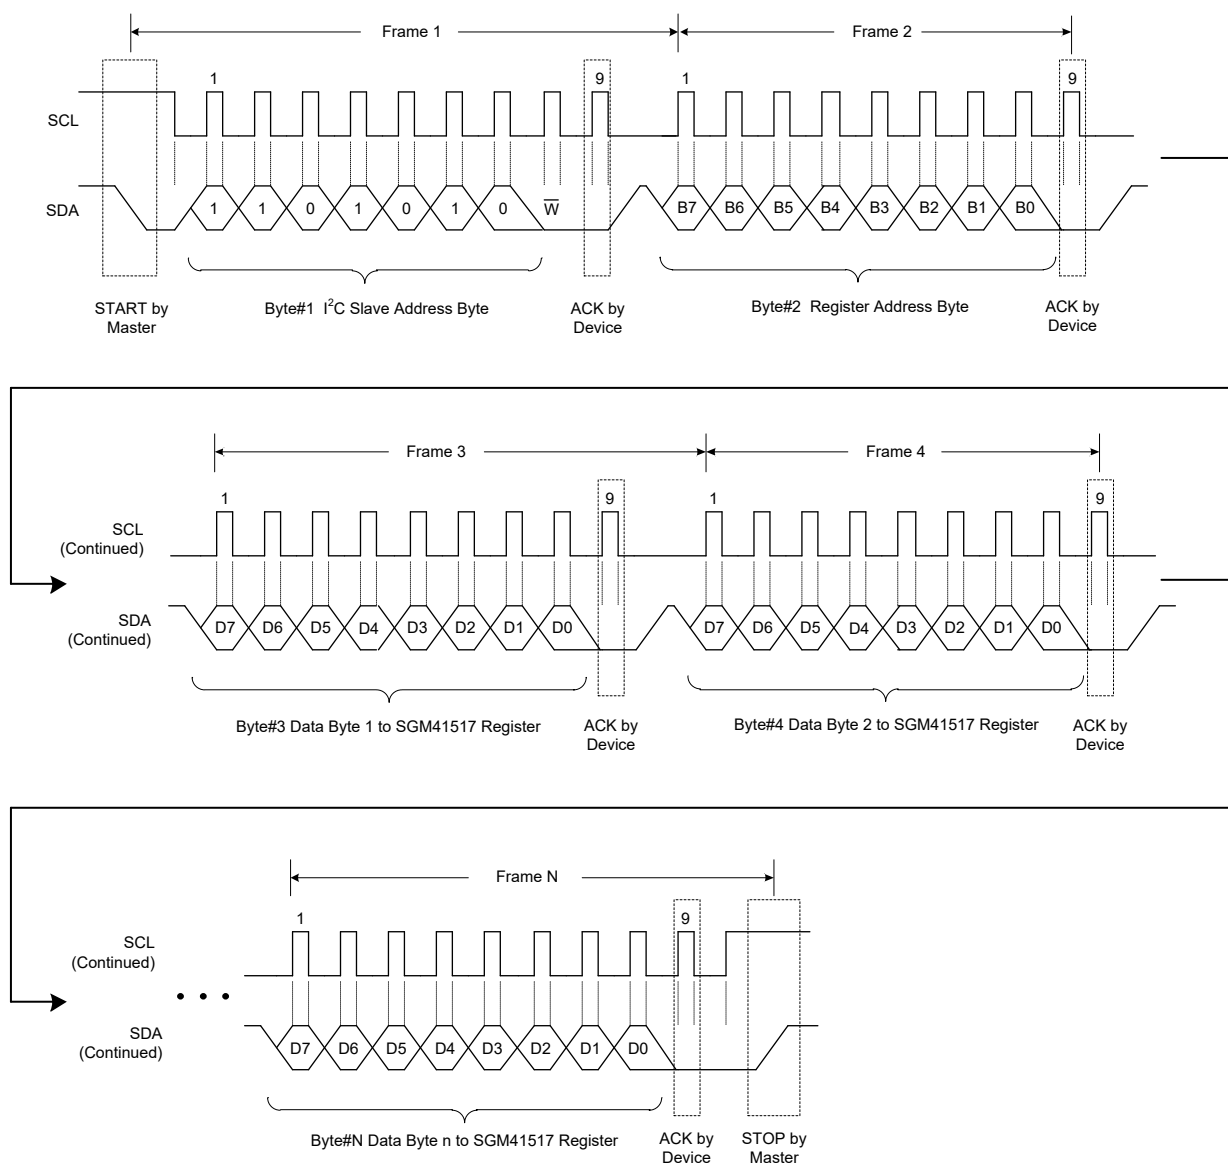 Frame 1
Frame 2
1
9
1
9
SCL
SDA
1
1
0
1
0
1
0
W̅
B7
B6
B5
B4
B3
B2
B1
B0
START by
Master
Byte#1 I²C Slave Address Byte
ACK by
Device
Byte#2 Register Address Byte
ACK by
Device
Frame 3
Frame 4
1
9
1
9
SCL
(Continued)
SDA
(Continued)
D7
D6
D5
D4
D3
D2
D1
D0
D7
D6
D5
D4
D3
D2
D1
D0
Byte#3 Data Byte 1 to SGM41517 Register
ACK by
Device
Byte#4 Data Byte 2 to SGM41517 Register
ACK by
Device
Frame N
1
9
SCL
(Continued)
• • •
SDA
(Continued)
D7
D6
D5
D4
D3
D2
D1
D0
Byte#N Data Byte n to SGM41517 Register
ACK by
Device
STOP by
Master